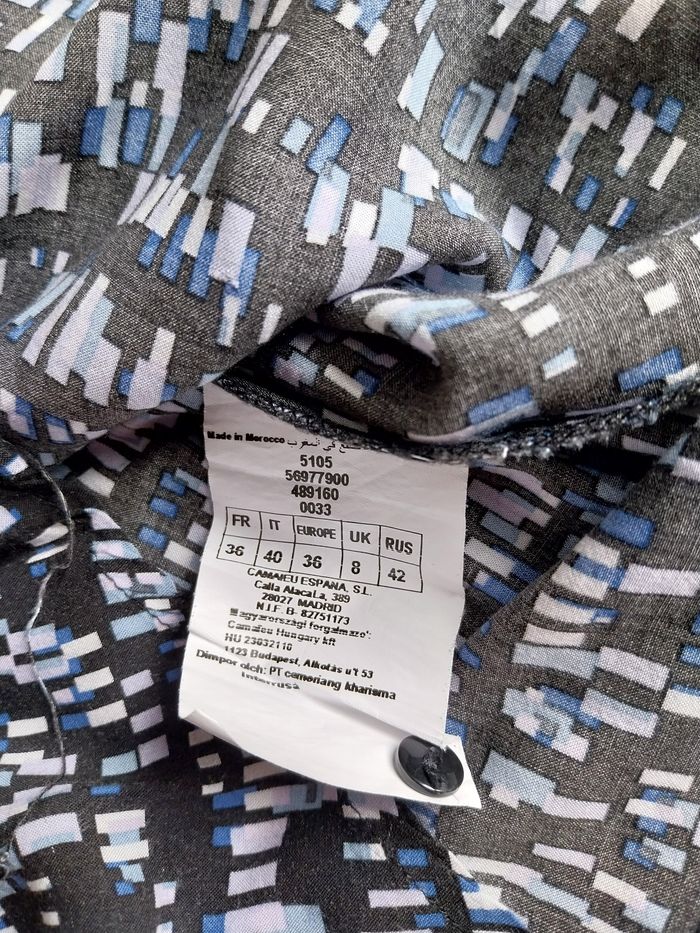 Made in Morocco صنع في المغرب
5105
56977900
489160
0033
FR IT EUROPE UK RUS
36 40 36 8 42
CAMAIEU ESPANA, S.L.
Calla AlacaLa, 389
28027 MADRID
N.I.F. B- 82751173
Magyarországi forgalmazo':
Camaieu Hungary kft
HU 23032110
1123 Budapest, Alkotás u't 53
Dimpor oleh: PT cameriang kharisma